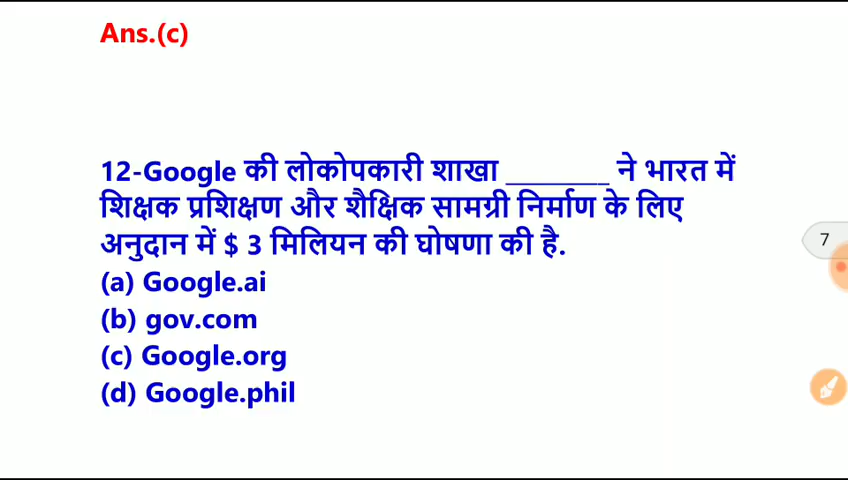 Ans.(c)
12-Google की लोकोपकारी शाखा ________ ने भारत में
शिक्षक प्रशिक्षण और शैक्षिक सामग्री निर्माण के लिए
अनुदान में $ 3 मिलियन की घोषणा की है.
(a) Google.ai
(b) gov.com
(c) Google.org
(d) Google.phil
7